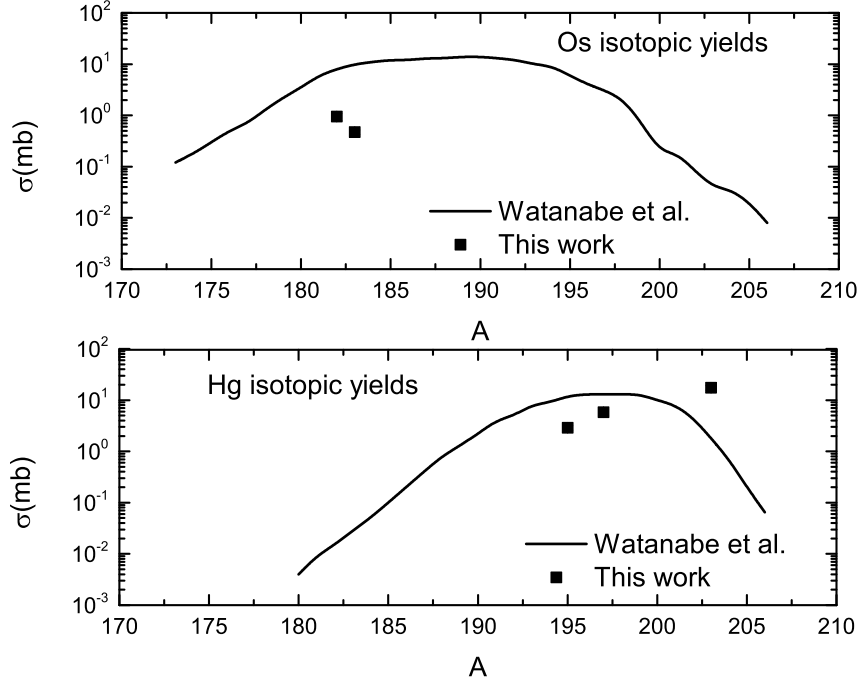 Os isotopic yields
10^2
10^1
10^0
10^-1
10^-2
10^-3
σ(mb)
Watanabe et al.
This work
170 175 180 185 190 195 200 205 210
A
Hg isotopic yields
10^2
10^1
10^0
10^-1
10^-2
10^-3
σ(mb)
Watanabe et al.
This work
170 175 180 185 190 195 200 205 210
A